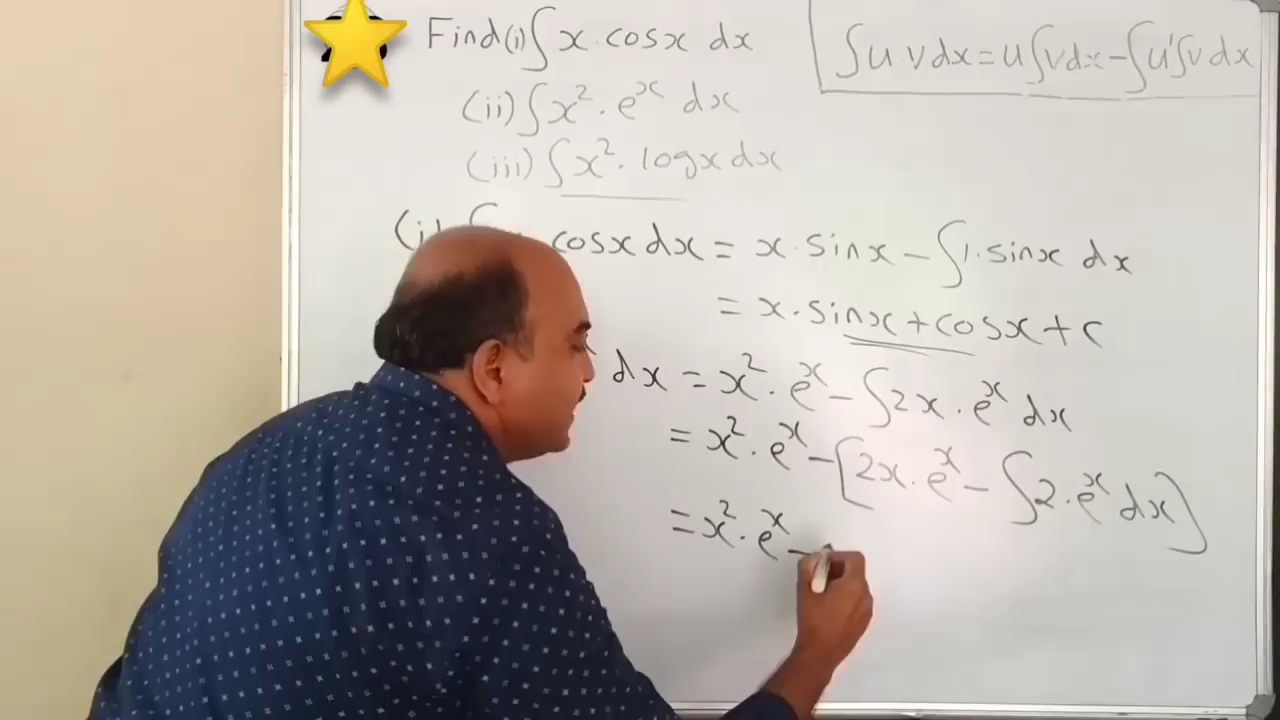 Find (i) ∫ x · cosx dx
∫ u · v dx = u ∫ v dx − ∫ u' ∫ v dx
(ii) ∫ x² · eˣ dx
(iii) ∫ x² · logx dx
(i) ∫ cosx dx = x · sinx − ∫ 1 · sinx dx
= x · sinx + cosx + c
dx = x² · eˣ − ∫ 2x · eˣ dx
= x² · eˣ − [2x · eˣ − ∫ 2 · eˣ dx]
= x² · eˣ −